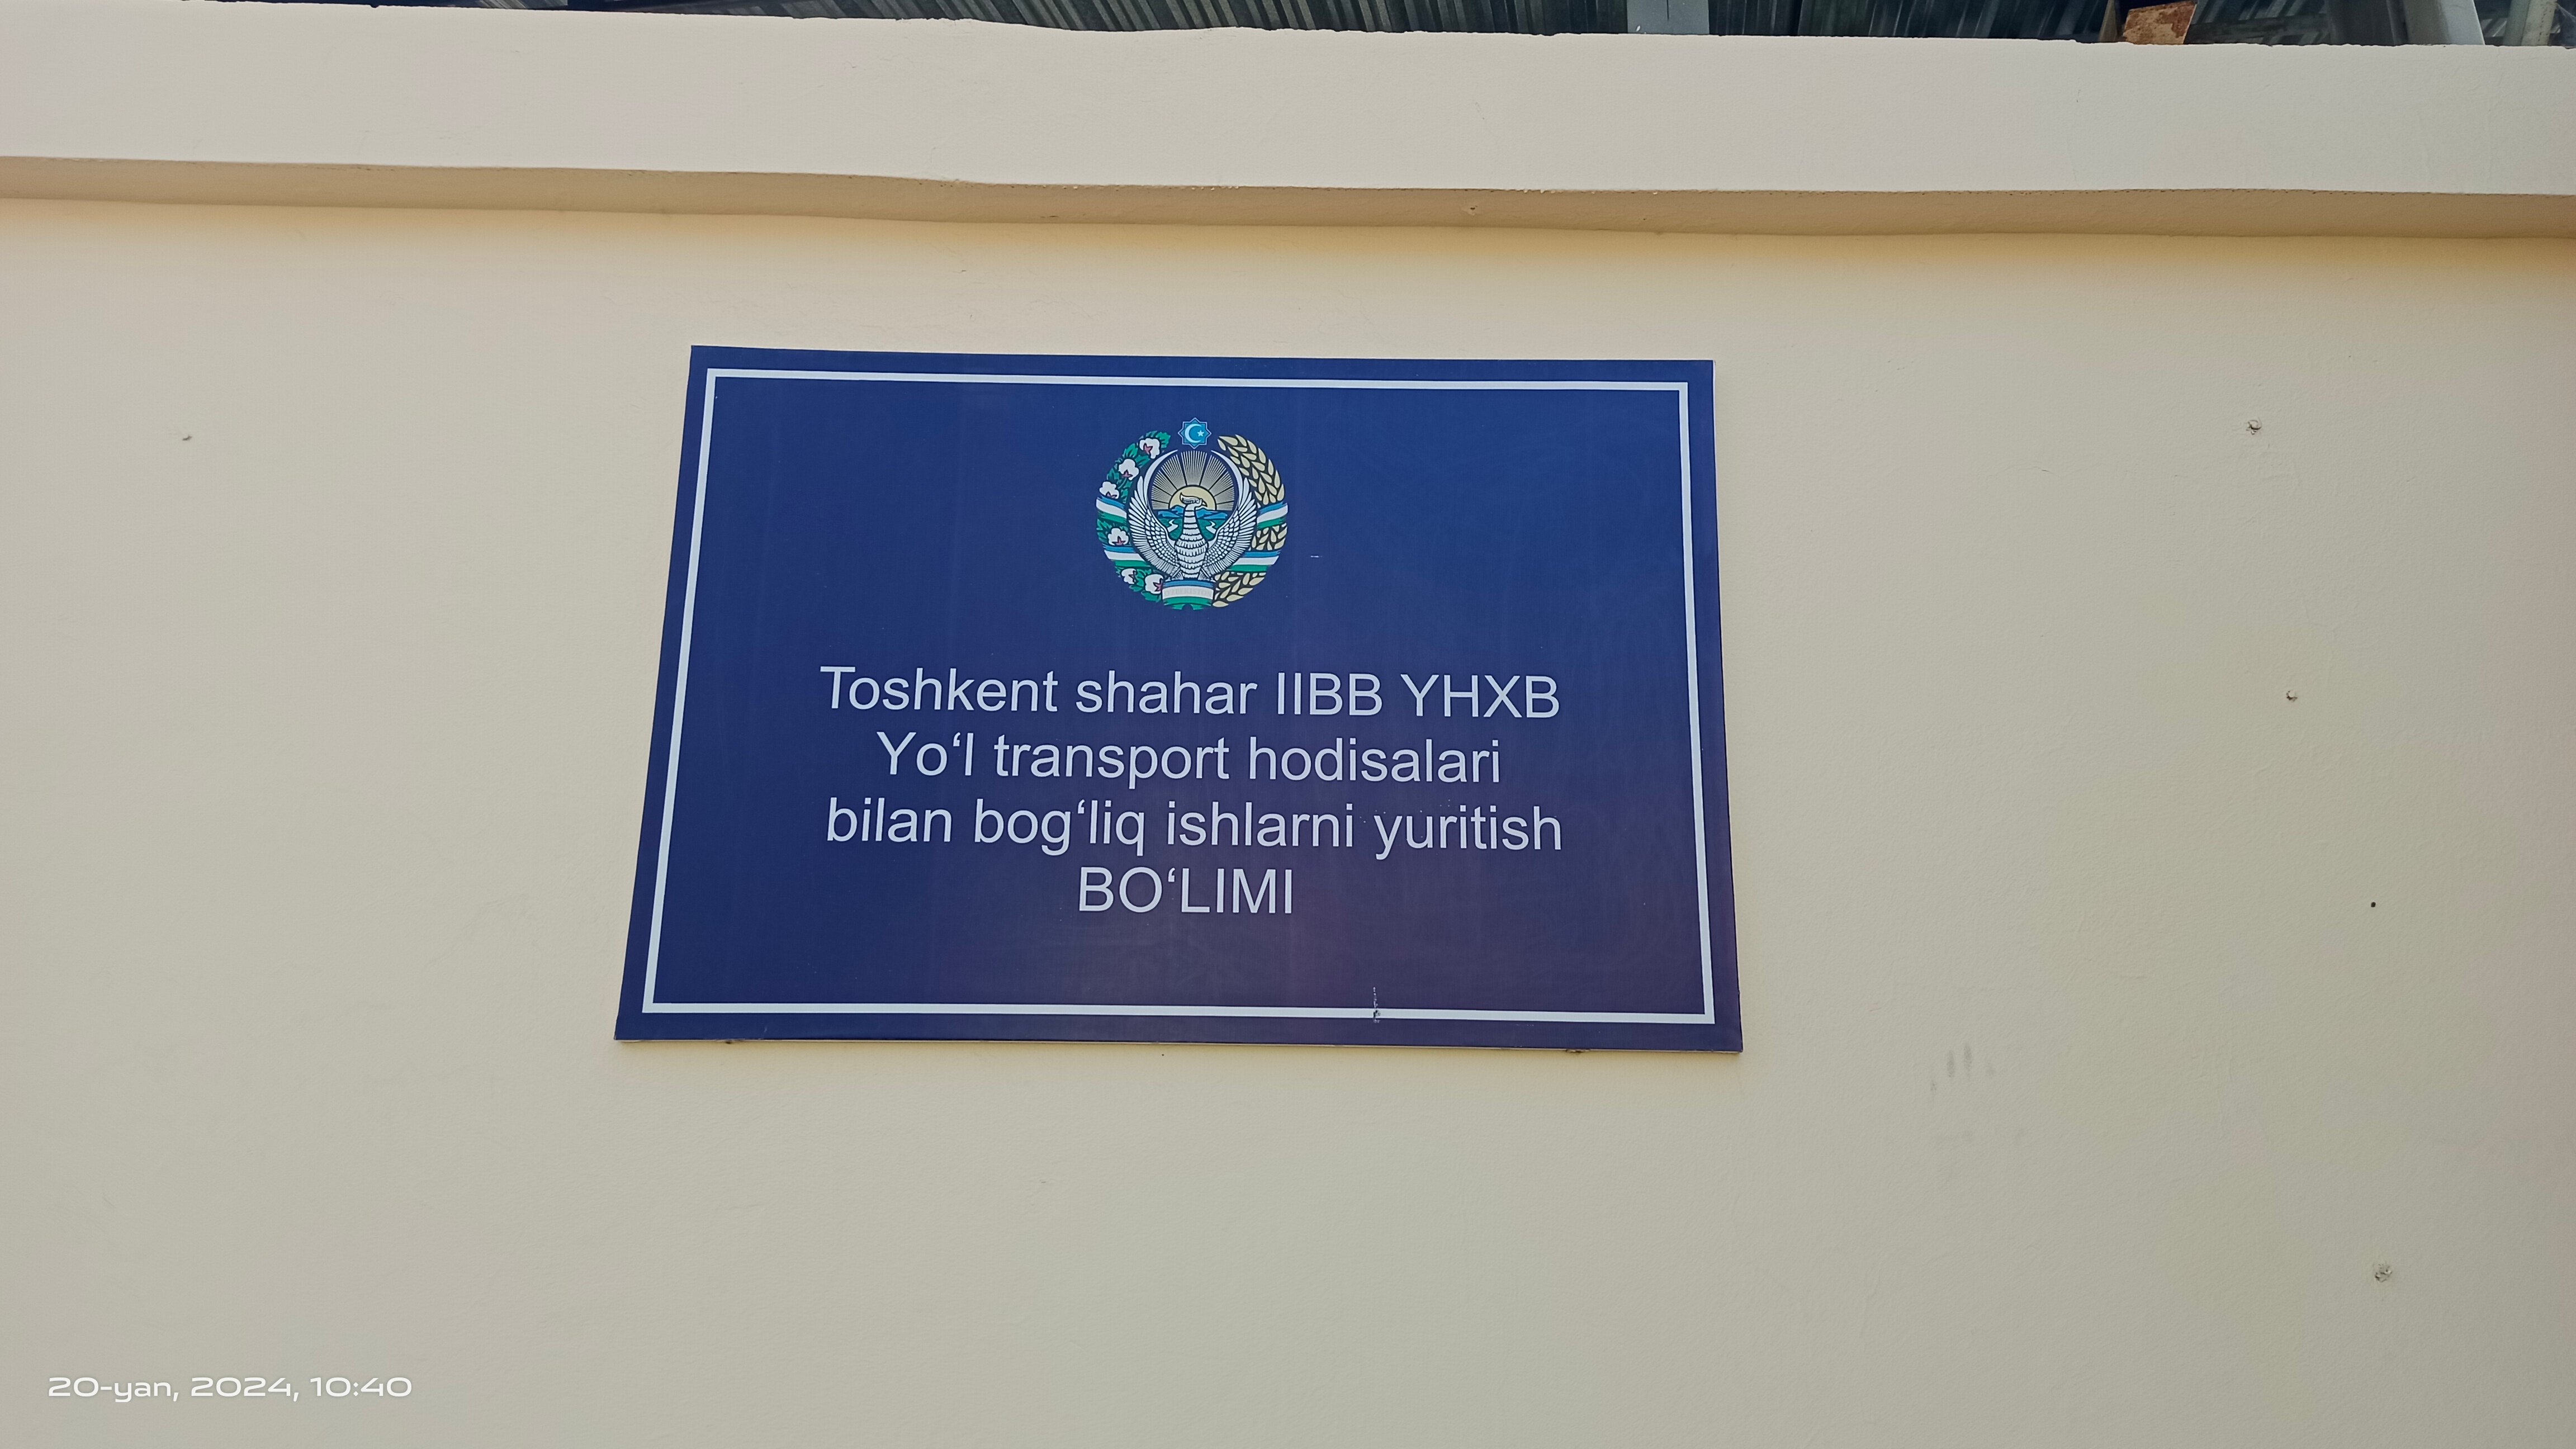 Toshkent shahar IIBB YHXB
Yo‘l transport hodisalari
bilan bog‘liq ishlarni yuritish
BO‘LIMI
20-yan, 2024, 10:40